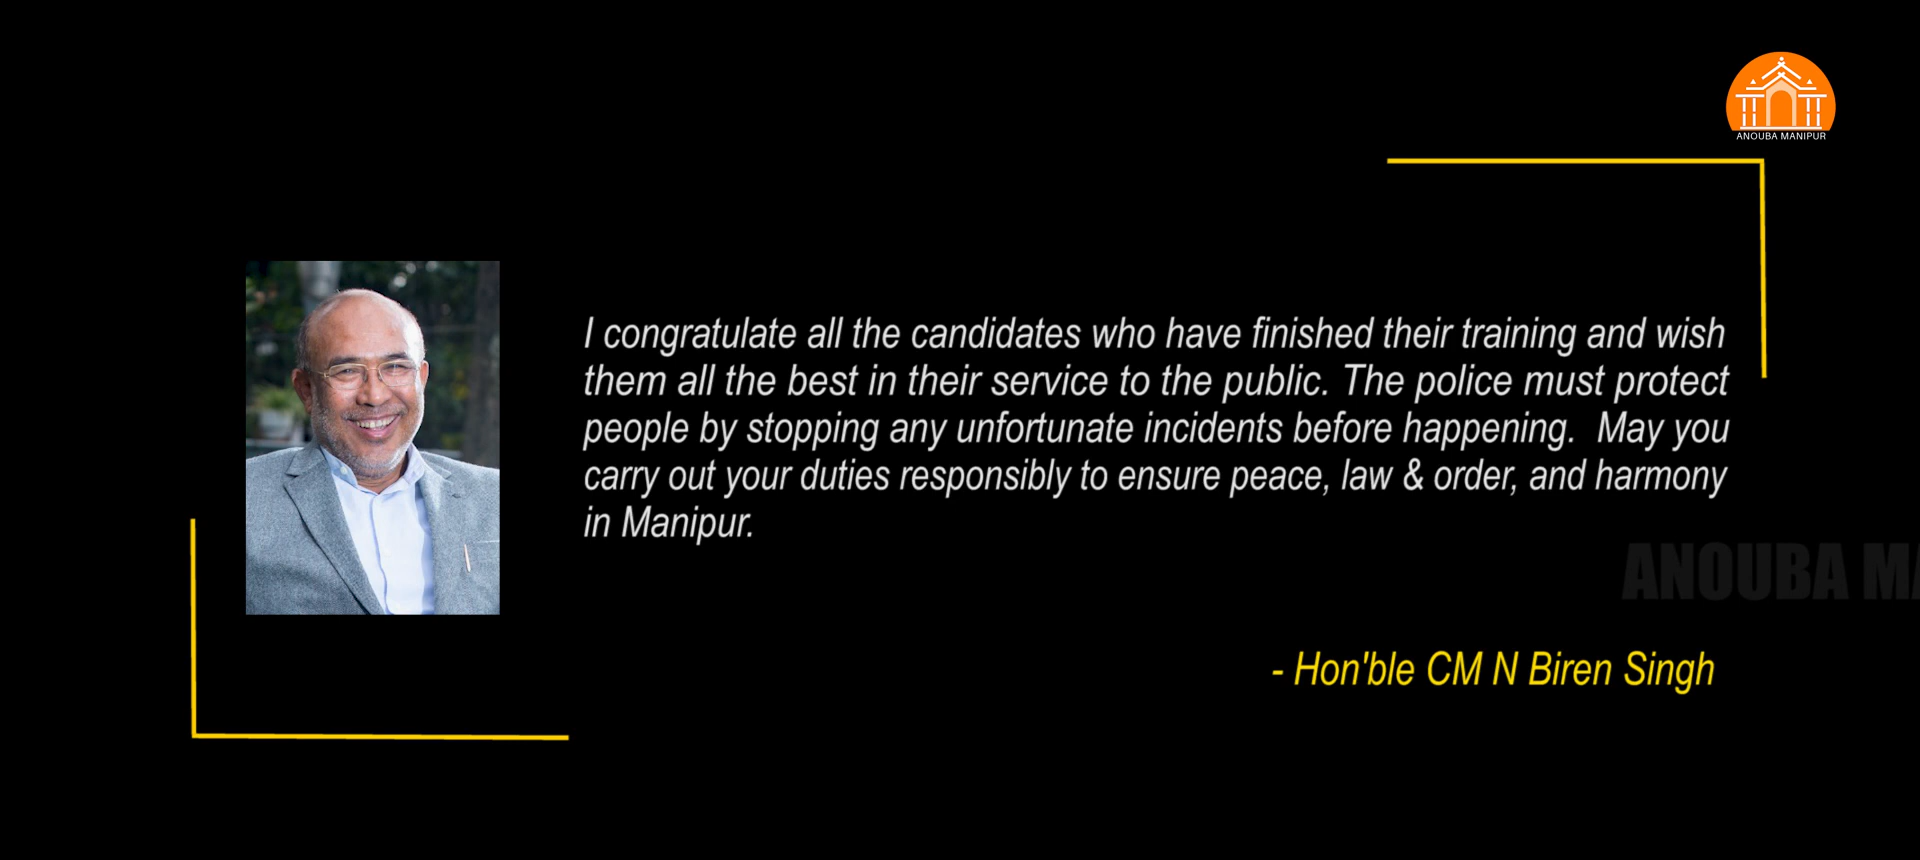 ANOUBA MANIPUR
I congratulate all the candidates who have finished their training and wish
them all the best in their service to the public. The police must protect
people by stopping any unfortunate incidents before happening.  May you
carry out your duties responsibly to ensure peace, law & order, and harmony
in Manipur.
ANOUBA MA
- Hon'ble CM N Biren Singh